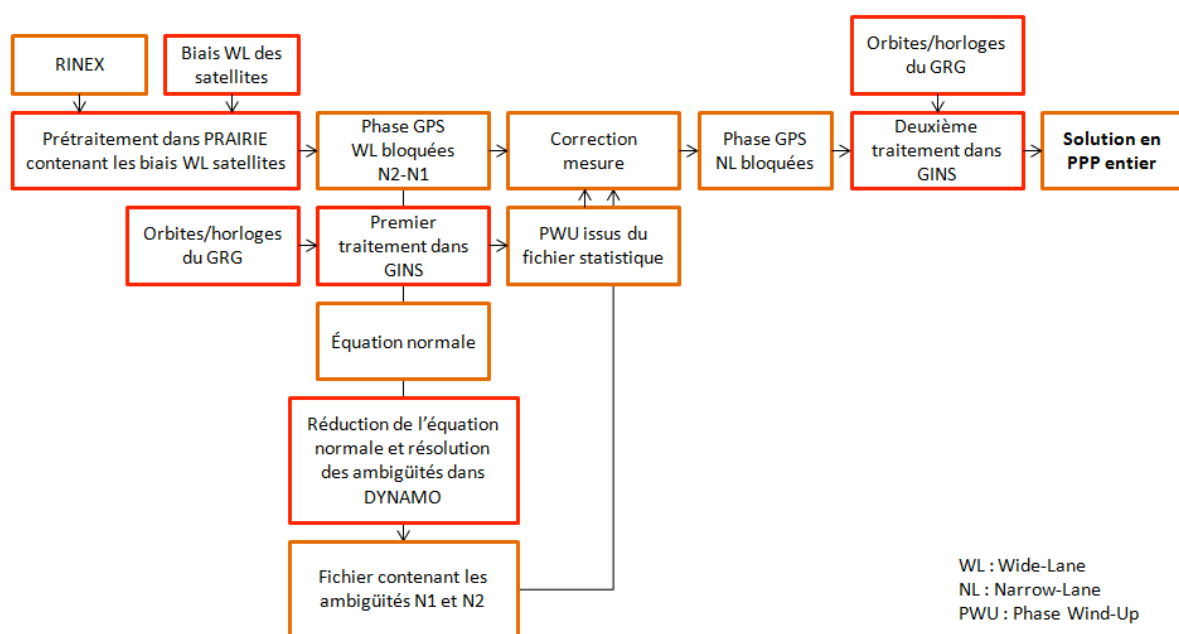 RINEX
Biais WL des
satellites
Orbites/horloges
du GRG
Prétraitement dans PRAIRIE
contenant les biais WL satellites
Phase GPS
WL bloquées
N2-N1
Correction
mesure
Phase GPS
NL bloquées
Deuxième
traitement dans
GINS
Solution en
PPP entier
Orbites/horloges
du GRG
Premier
traitement dans
GINS
PWU issus du
fichier statistique
Équation normale
Réduction de l'équation
normale et résolution
des ambigüités dans
DYNAMO
Fichier contenant les
ambigüités N1 et N2
WL : Wide-Lane
NL : Narrow-Lane
PWU : Phase Wind-Up